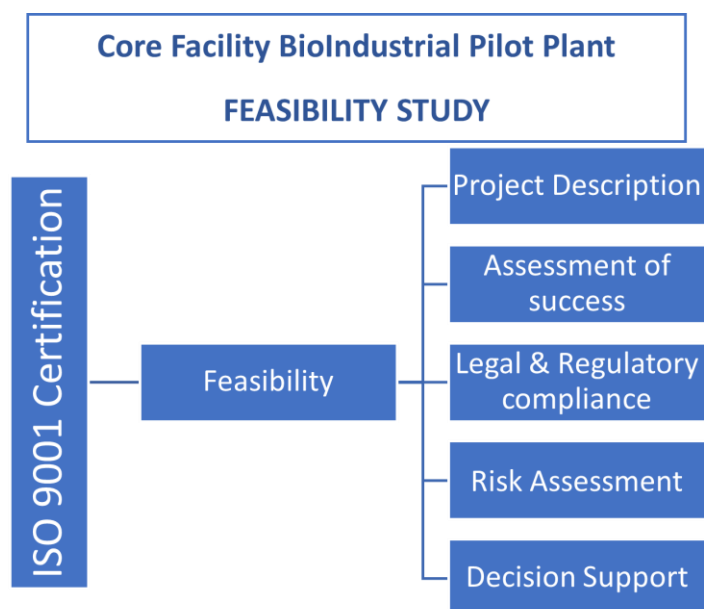 Core Facility BioIndustrial Pilot Plant
FEASIBILITY STUDY
ISO 9001 Certification
Feasibility
Project Description
Assessment of
success
Legal & Regulatory
compliance
Risk Assessment
Decision Support